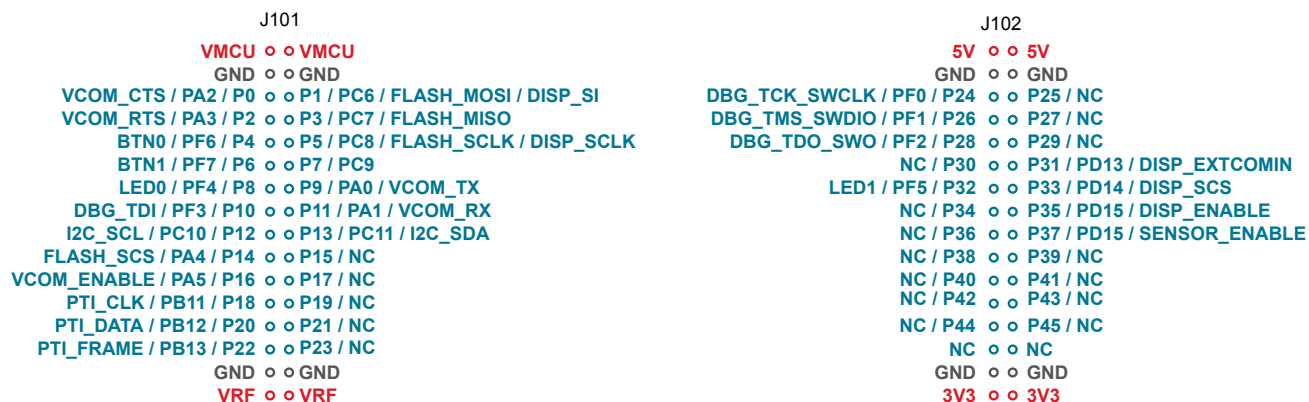 J101
VMCU VMCU
GND GND
VCOM_CTS / PA2 / P0 P1 / PC6 / FLASH_MOSI / DISP_SI
VCOM_RTS / PA3 / P2 P3 / PC7 / FLASH_MISO
BTN0 / PF6 / P4 P5 / PC8 / FLASH_SCLK / DISP_SCLK
BTN1 / PF7 / P6 P7 / PC9
LED0 / PF4 / P8 P9 / PA0 / VCOM_TX
DBG_TDI / PF3 / P10 P11 / PA1 / VCOM_RX
I2C_SCL / PC10 / P12 P13 / PC11 / I2C_SDA
FLASH_SCS / PA4 / P14 P15 / NC
VCOM_ENABLE / PA5 / P16 P17 / NC
PTI_CLK / PB11 / P18 P19 / NC
PTI_DATA / PB12 / P20 P21 / NC
PTI_FRAME / PB13 / P22 P23 / NC
GND GND
VRF VRF
J102
5V 5V
GND GND
DBG_TCK_SWCLK / PF0 / P24 P25 / NC
DBG_TMS_SWDIO / PF1 / P26 P27 / NC
DBG_TDO_SWO / PF2 / P28 P29 / NC
NC / P30 P31 / PD13 / DISP_EXTCOMIN
LED1 / PF5 / P32 P33 / PD14 / DISP_SCS
NC / P34 P35 / PD15 / DISP_ENABLE
NC / P36 P37 / PD15 / SENSOR_ENABLE
NC / P38 P39 / NC
NC / P40 P41 / NC
NC / P42 P43 / NC
NC / P44 P45 / NC
NC NC
GND GND
3V3 3V3